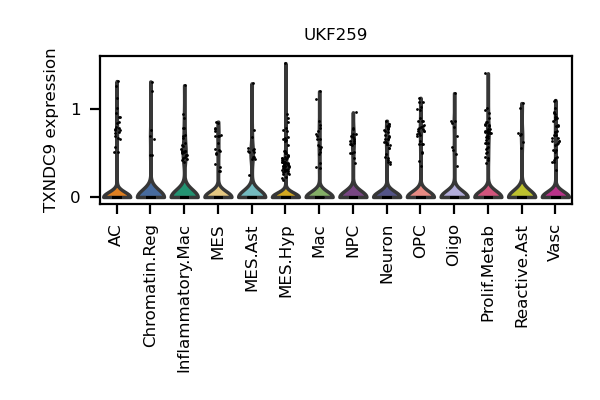 UKF259
TXNDC9 expression
1
0
AC
Chromatin.Reg
Inflammatory.Mac
MES
MES.Ast
MES.Hyp
Mac
NPC
Neuron
OPC
Oligo
Prolif.Metab
Reactive.Ast
Vasc